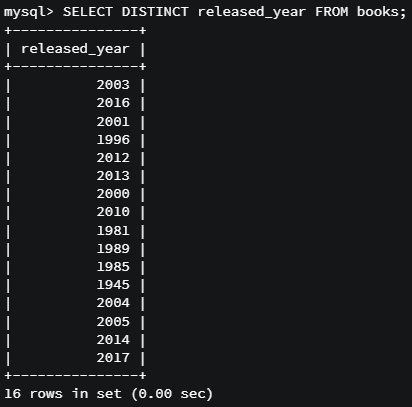 mysql> SELECT DISTINCT released_year FROM books;
+---------------+
| released_year |
+---------------+
|          2003 |
|          2016 |
|          2001 |
|          1996 |
|          2012 |
|          2013 |
|          2000 |
|          2010 |
|          1981 |
|          1989 |
|          1985 |
|          1945 |
|          2004 |
|          2005 |
|          2014 |
|          2017 |
+---------------+
16 rows in set (0.00 sec)